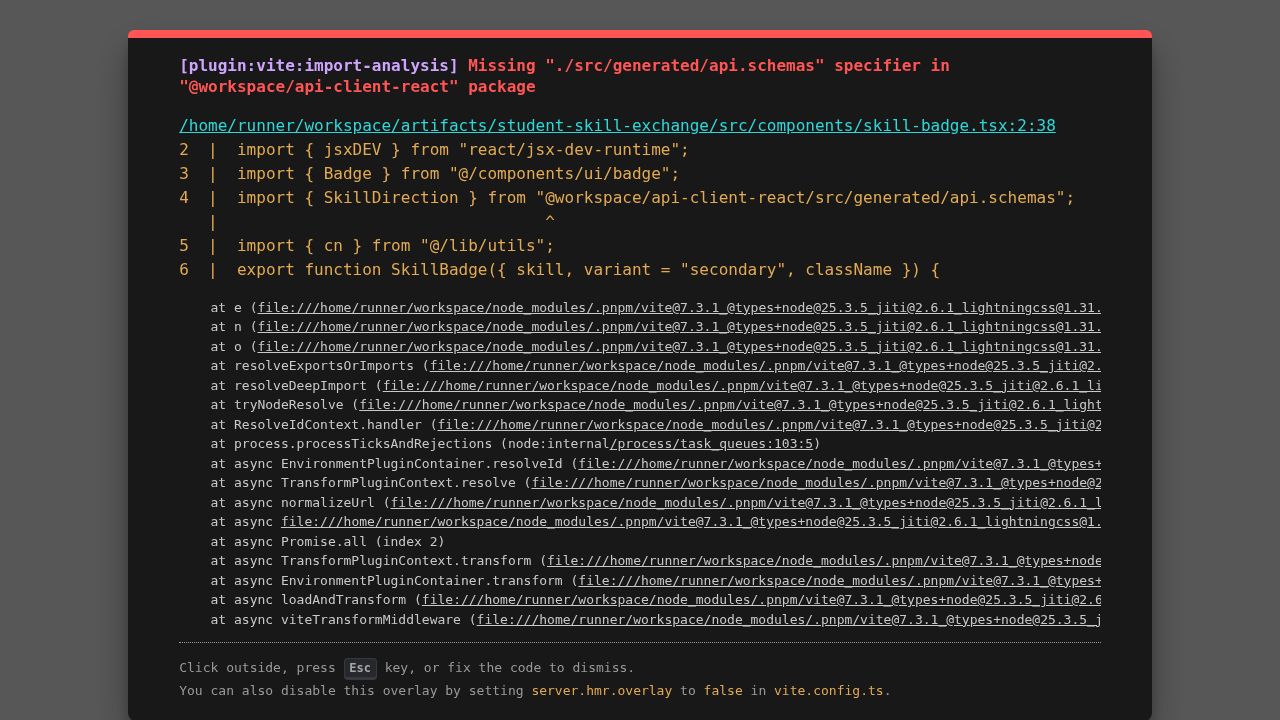 [plugin:vite:import-analysis] Missing "./src/generated/api.schemas" specifier in
"@workspace/api-client-react" package
/home/runner/workspace/artifacts/student-skill-exchange/src/components/skill-badge.tsx:2:38
2  |  import { jsxDEV } from "react/jsx-dev-runtime";
3  |  import { Badge } from "@/components/ui/badge";
4  |  import { SkillDirection } from "@workspace/api-client-react/src/generated/api.schemas";
   |                                  ^
5  |  import { cn } from "@/lib/utils";
6  |  export function SkillBadge({ skill, variant = "secondary", className }) {
    at e (file:///home/runner/workspace/node_modules/.pnpm/vite@7.3.1_@types+node@25.3.5_jiti@2.6.1_lightningcss@1.31.
    at n (file:///home/runner/workspace/node_modules/.pnpm/vite@7.3.1_@types+node@25.3.5_jiti@2.6.1_lightningcss@1.31.
    at o (file:///home/runner/workspace/node_modules/.pnpm/vite@7.3.1_@types+node@25.3.5_jiti@2.6.1_lightningcss@1.31.
    at resolveExportsOrImports (file:///home/runner/workspace/node_modules/.pnpm/vite@7.3.1_@types+node@25.3.5_jiti@2.
    at resolveDeepImport (file:///home/runner/workspace/node_modules/.pnpm/vite@7.3.1_@types+node@25.3.5_jiti@2.6.1_li
    at tryNodeResolve (file:///home/runner/workspace/node_modules/.pnpm/vite@7.3.1_@types+node@25.3.5_jiti@2.6.1_light
    at ResolveIdContext.handler (file:///home/runner/workspace/node_modules/.pnpm/vite@7.3.1_@types+node@25.3.5_jiti@2
    at process.processTicksAndRejections (node:internal/process/task_queues:103:5)
    at async EnvironmentPluginContainer.resolveId (file:///home/runner/workspace/node_modules/.pnpm/vite@7.3.1_@types+
    at async TransformPluginContext.resolve (file:///home/runner/workspace/node_modules/.pnpm/vite@7.3.1_@types+node@2
    at async normalizeUrl (file:///home/runner/workspace/node_modules/.pnpm/vite@7.3.1_@types+node@25.3.5_jiti@2.6.1_l
    at async file:///home/runner/workspace/node_modules/.pnpm/vite@7.3.1_@types+node@25.3.5_jiti@2.6.1_lightningcss@1.
    at async Promise.all (index 2)
    at async TransformPluginContext.transform (file:///home/runner/workspace/node_modules/.pnpm/vite@7.3.1_@types+node
    at async EnvironmentPluginContainer.transform (file:///home/runner/workspace/node_modules/.pnpm/vite@7.3.1_@types+
    at async loadAndTransform (file:///home/runner/workspace/node_modules/.pnpm/vite@7.3.1_@types+node@25.3.5_jiti@2.6
    at async viteTransformMiddleware (file:///home/runner/workspace/node_modules/.pnpm/vite@7.3.1_@types+node@25.3.5_j
Click outside, press Esc key, or fix the code to dismiss.
You can also disable this overlay by setting server.hmr.overlay to false in vite.config.ts.